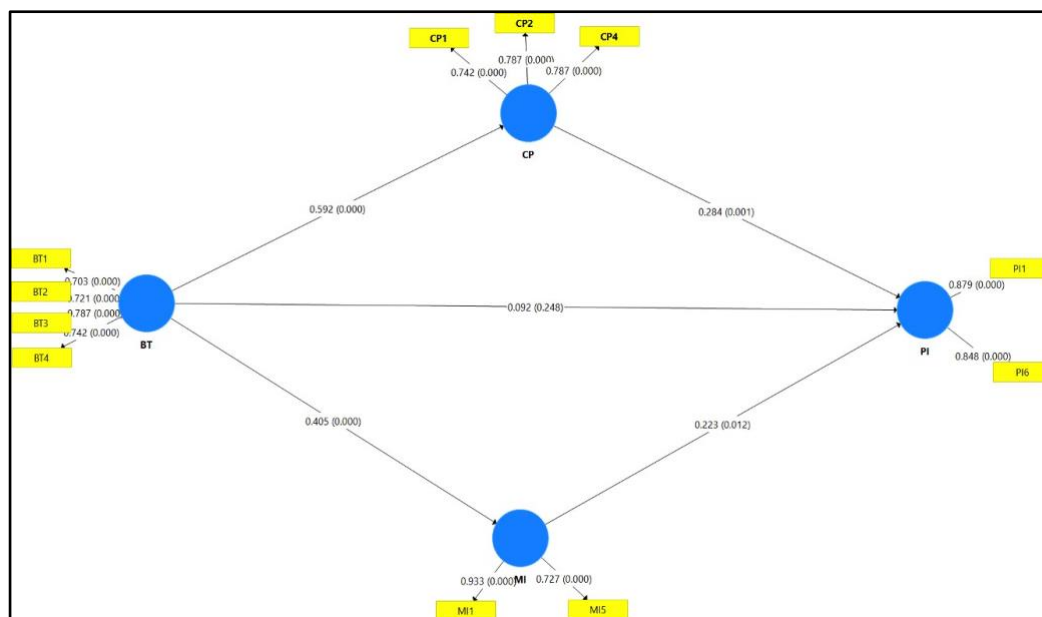 CP2
CP1
CP4
0.787 (0.000)
0.742 (0.000)
0.787 (0.000)
CP
0.592 (0.000)
0.284 (0.001)
BT1
0.703 (0.000)
BT2
0.721 (0.000)
0.787 (0.000)
BT3
0.742 (0.000)
BT4
BT
0.092 (0.248)
PI1
0.879 (0.000)
PI
0.848 (0.000)
PI6
0.405 (0.000)
0.223 (0.012)
0.933 (0.000)
MI
0.727 (0.000)
MI1
MI5